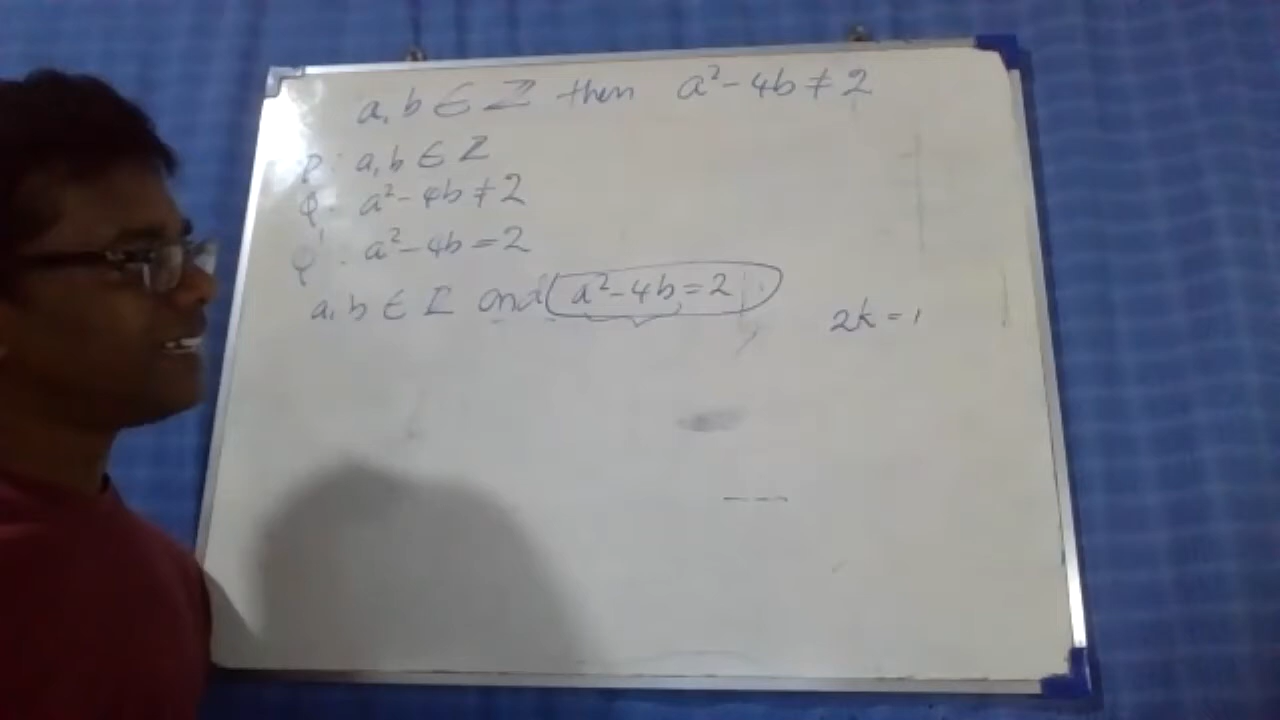 a, b ∈ Z then a² - 4b ≠ 2
P: a, b ∈ Z
Q: a² - 4b ≠ 2
Q': a² - 4b = 2
a, b ∈ Z and a² - 4b = 2
2k = 1